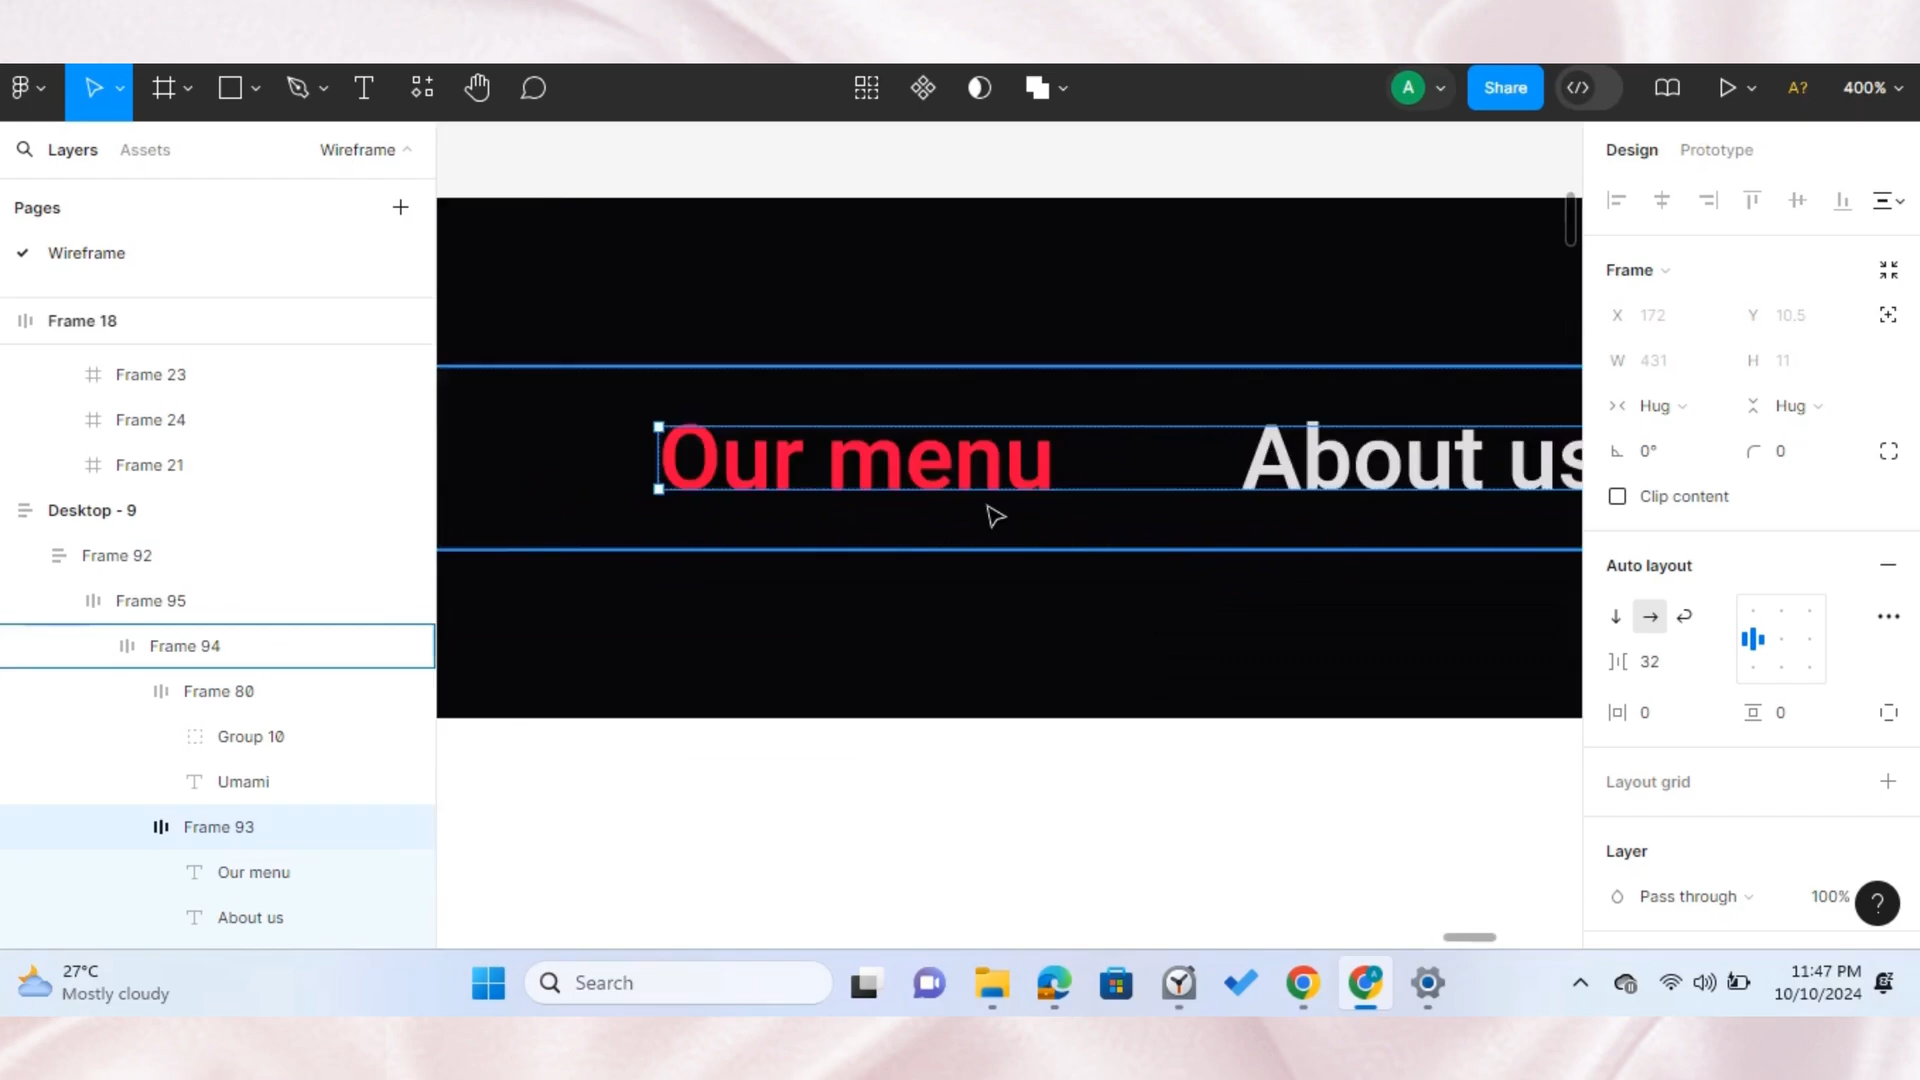 A
Share
A?
400%
Layers
Assets
Wireframe
Pages
Wireframe
Frame 18
Frame 23
Frame 24
Frame 21
Desktop - 9
Frame 92
Frame 95
Frame 94
Frame 80
Group 10
Umami
Frame 93
Our menu
About us
Our menu
About us
Design
Prototype
Frame
X 172
Y 10.5
W 431
H 11
Hug
Hug
0°
0
Clip content
Auto layout
32
0
0
Layout grid
Layer
Pass through
100%
?
27°C
Mostly cloudy
Search
11:47 PM
10/10/2024